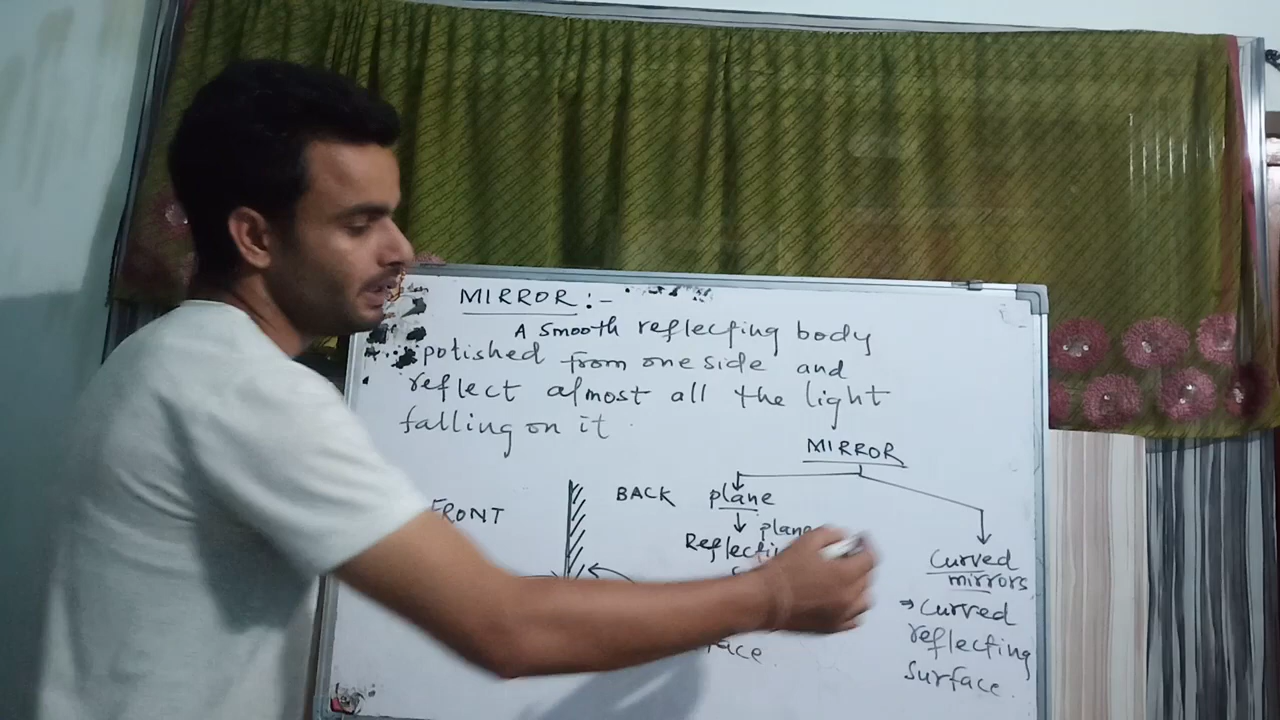 MIRROR :-
A smooth reflecting body
polished from one side and
reflect almost all the light
falling on it.
MIRROR
FRONT
BACK
plane
plane
Curved
mirrors
→ Curved
reflecting
surface.